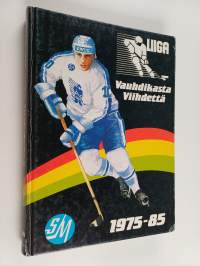 LIIGA
Vauhdikasta
Viihdettä
SM
1975-85